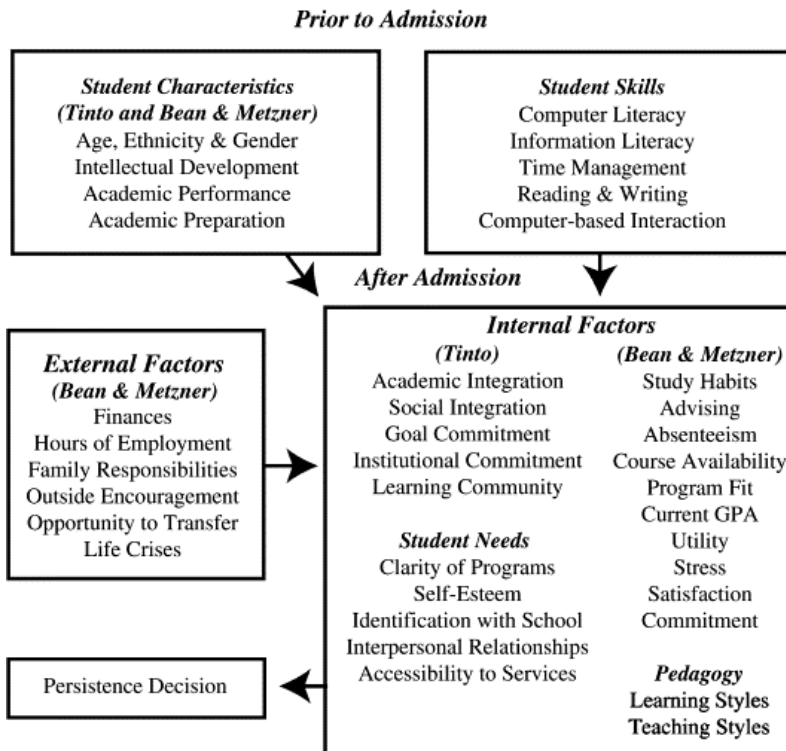 Prior to Admission
Student Characteristics
(Tinto and Bean & Metzner)
Age, Ethnicity & Gender
Intellectual Development
Academic Performance
Academic Preparation
Student Skills
Computer Literacy
Information Literacy
Time Management
Reading & Writing
Computer-based Interaction
After Admission
External Factors
(Bean & Metzner)
Finances
Hours of Employment
Family Responsibilities
Outside Encouragement
Opportunity to Transfer
Life Crises
Internal Factors
(Tinto)
Academic Integration
Social Integration
Goal Commitment
Institutional Commitment
Learning Community
Student Needs
Clarity of Programs
Self-Esteem
Identification with School
Interpersonal Relationships
Accessibility to Services
(Bean & Metzner)
Study Habits
Advising
Absenteeism
Course Availability
Program Fit
Current GPA
Utility
Stress
Satisfaction
Commitment
Pedagogy
Learning Styles
Teaching Styles
Persistence Decision